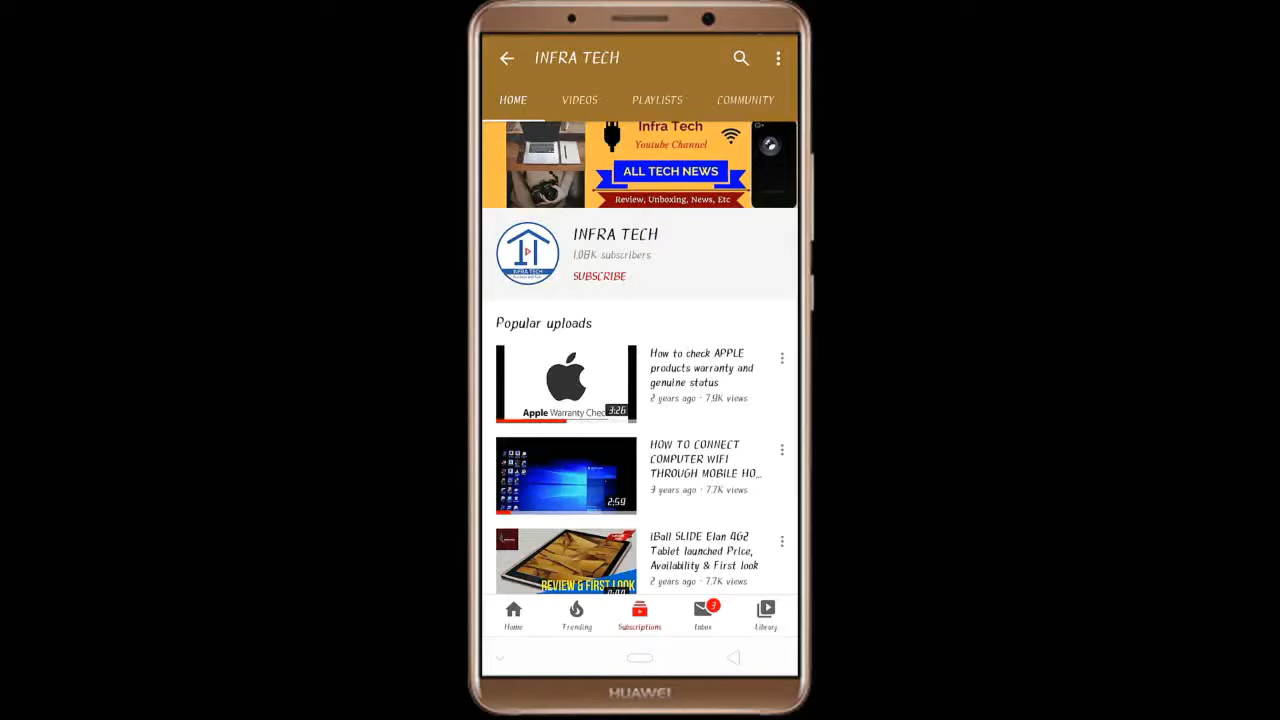 INFRA TECH
HOME VIDEOS PLAYLISTS COMMUNITY
Infra Tech
Youtube Channel
ALL TECH NEWS
Review, Unboxing, News, Etc
INFRA TECH
1.08K subscribers
SUBSCRIBE
INFRA TECH
Popular uploads
How to check APPLE
products warranty and
genuine status
2 years ago · 7.9K views
Apple Warranty Chec
3:26
HOW TO CONNECT
COMPUTER WIFI
THROUGH MOBILE HO...
3 years ago · 7.7K views
2:59
iBall SLIDE Elan 4G2
Tablet launched Price,
Availability & First look
2 years ago · 7.7K views
REVIEW & FIRST LOOK
Home Trending Subscriptions Inbox Library
HUAWEI